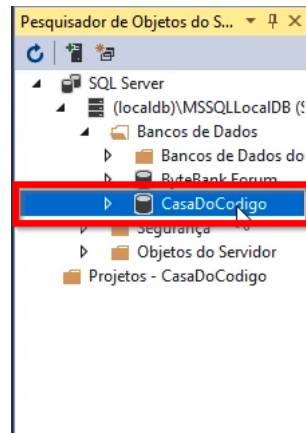 Pesquisador de Objetos do S...
SQL Server
(localdb)\MSSQLLocalDB (
Bancos de Dados
Bancos de Dados do
ByteBank Forum
CasaDoCodigo
Segurança
Objetos do Servidor
Projetos - CasaDoCodigo